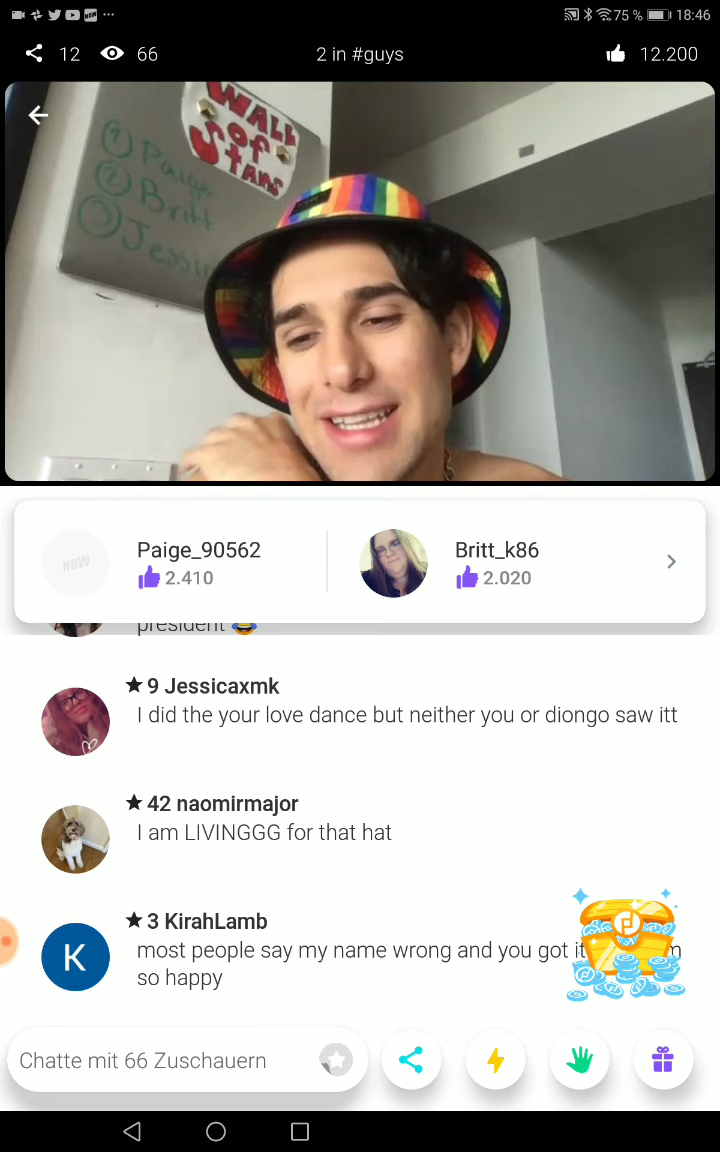 NOW
75 %
18:46
12
66
2 in #guys
12.200
WALL
OF
STARS
① Paige
② Britt
③ Jessi
NOW
Paige_90562
2.410
Britt_k86
2.020
president 😂
★ 9 Jessicaxmk
I did the your love dance but neither you or diongo saw itt
★ 42 naomirmajor
I am LIVINGGG for that hat
K
★ 3 KirahLamb
most people say my name wrong and you got it
so happy
Chatte mit 66 Zuschauern